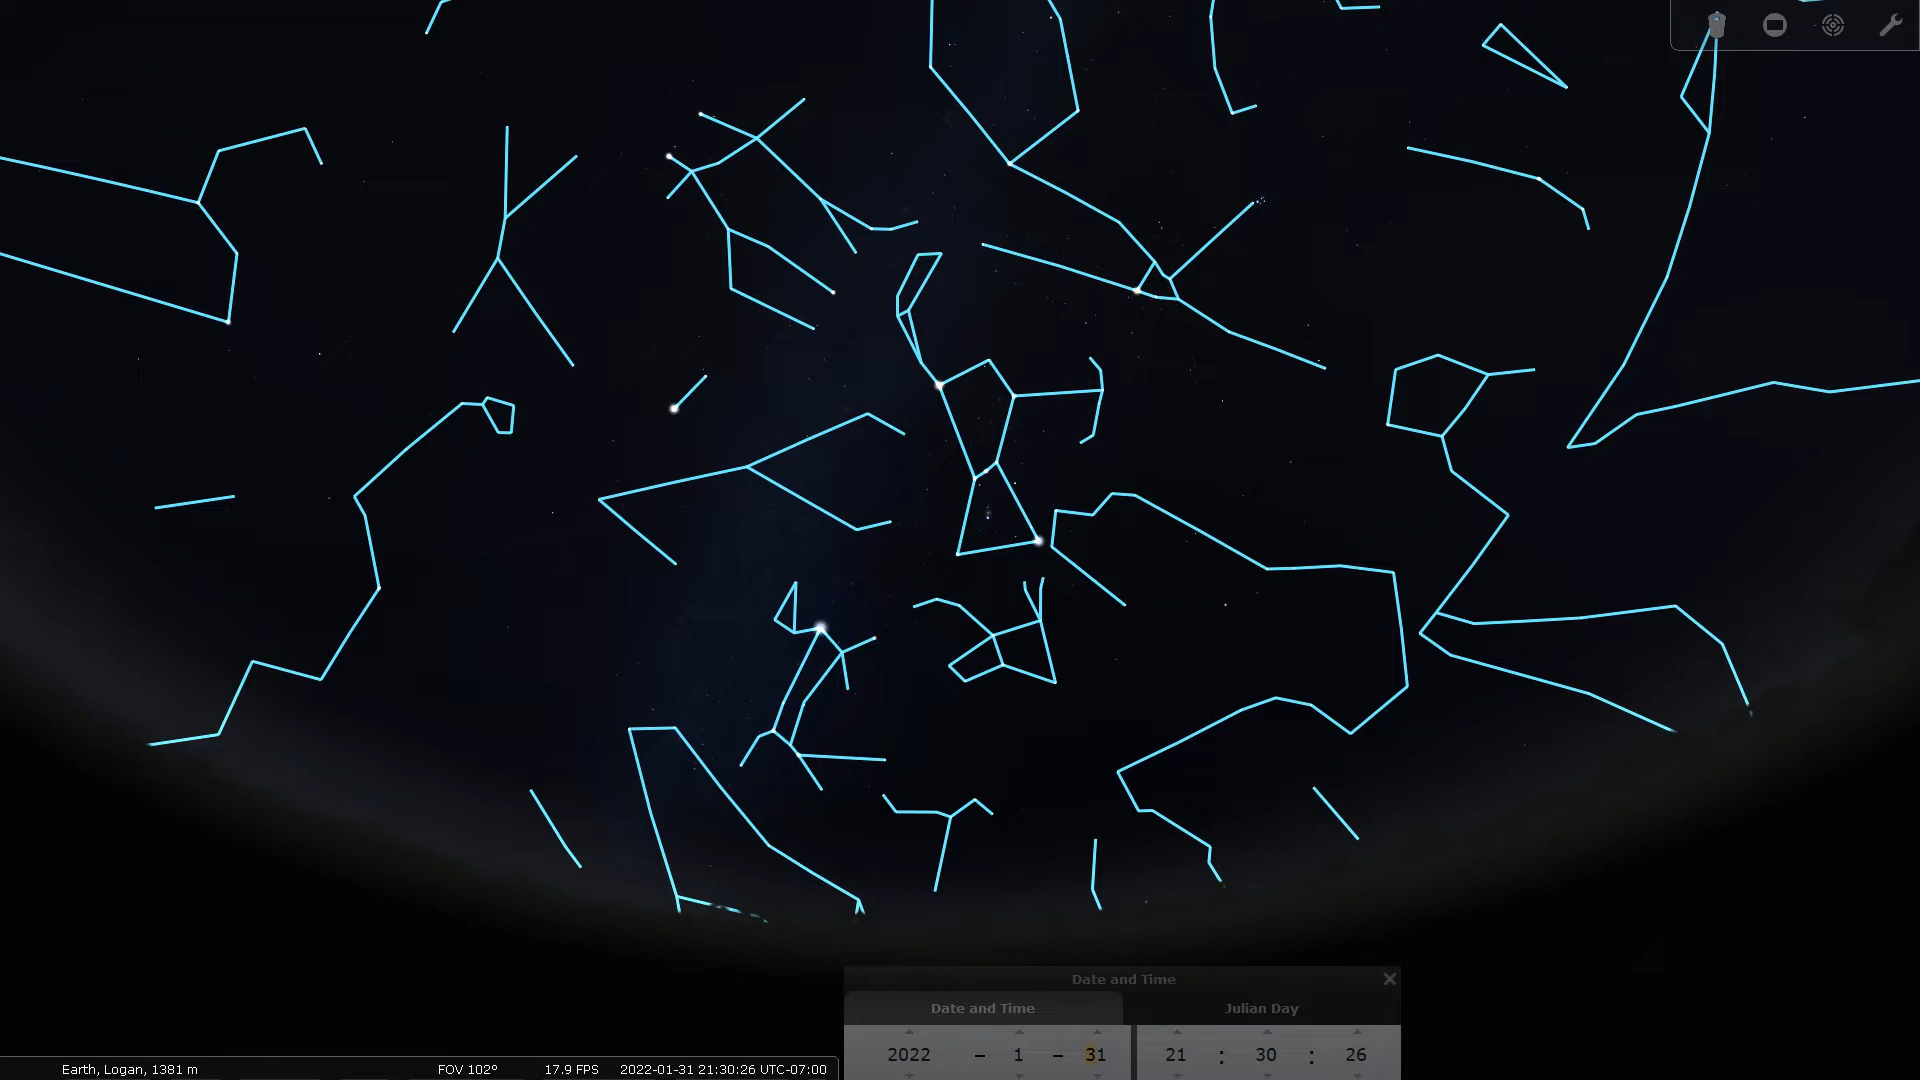 Date and Time
Date and Time Julian Day
2022 – 1 – 31 21 : 30 : 26
Earth, Logan, 1381 m FOV 102° 17.9 FPS 2022-01-31 21:30:26 UTC-07:00